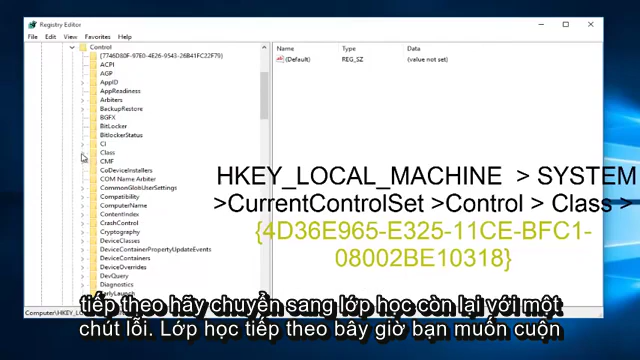 Registry Editor
File Edit View Favorites Help
Control
{7746D80F-97E0-4E26-9543-26B41FC22F79}
ACPI
AGP
AppID
AppReadiness
Arbiters
BackupRestore
BGFX
BitLocker
BitlockerStatus
CI
Class
CMF
CoDeviceInstallers
COM Name Arbiter
CommonGlobUserSettings
Compatibility
ComputerName
ContentIndex
CrashControl
Cryptography
DeviceClasses
DeviceContainerPropertyUpdateEvents
DeviceContainers
DeviceOverrides
DevQuery
Diagnostics
EarlyLaunch
Name Type Data
(Default) REG_SZ (value not set)
HKEY_LOCAL_MACHINE > SYSTEM
>CurrentControlSet >Control > Class >
{4D36E965-E325-11CE-BFC1-
08002BE10318}
tiếp theo hãy chuyển sang lớp học còn lại với một
chút lỗi. Lớp học tiếp theo bây giờ bạn muốn cuộn